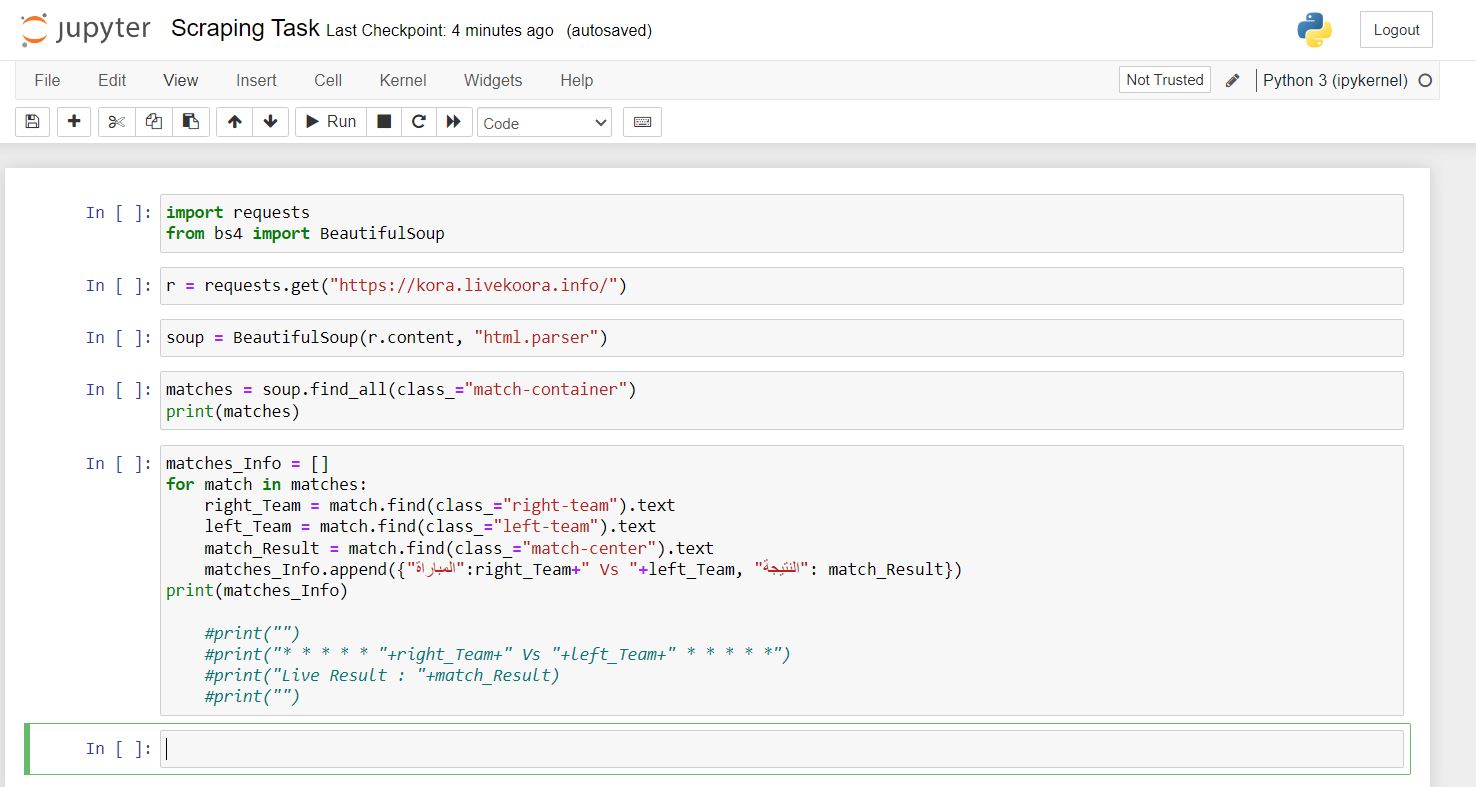 jupyter Scraping Task Last Checkpoint: 4 minutes ago (autosaved) Logout
File Edit View Insert Cell Kernel Widgets Help Not Trusted Python 3 (ipykernel)
Run Code
In [ ]: import requests
from bs4 import BeautifulSoup
In [ ]: r = requests.get("https://kora.livekoora.info/")
In [ ]: soup = BeautifulSoup(r.content, "html.parser")
In [ ]: matches = soup.find_all(class_="match-container")
print(matches)
In [ ]: matches_Info = []
for match in matches:
    right_Team = match.find(class_="right-team").text
    left_Team = match.find(class_="left-team").text
    match_Result = match.find(class_="match-center").text
    matches_Info.append({"المباراة":right_Team+" Vs "+left_Team, "النتيجة": match_Result})
print(matches_Info)
    #print("")
    #print("* * * * * "+right_Team+" Vs "+left_Team+" * * * * *")
    #print("Live Result : "+match_Result)
    #print("")
In [ ]: